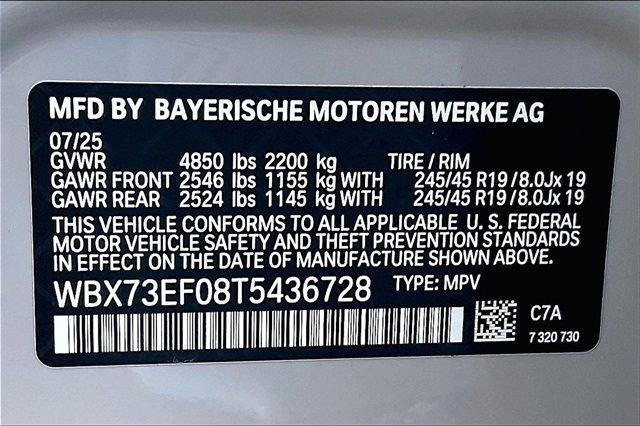 MFD BY BAYERISCHE MOTOREN WERKE AG
07/25
GVWR 4850 lbs 2200 kg TIRE / RIM
GAWR FRONT 2546 lbs 1155 kg WITH 245/45 R19 / 8.0Jx 19
GAWR REAR 2524 lbs 1145 kg WITH 245/45 R19 / 8.0Jx 19
THIS VEHICLE CONFORMS TO ALL APPLICABLE U. S. FEDERAL
MOTOR VEHICLE SAFETY AND THEFT PREVENTION STANDARDS
IN EFFECT ON THE DATE OF MANUFACTURE SHOWN ABOVE.
WBX73EF08T5436728 TYPE: MPV
C7A
7 320 730